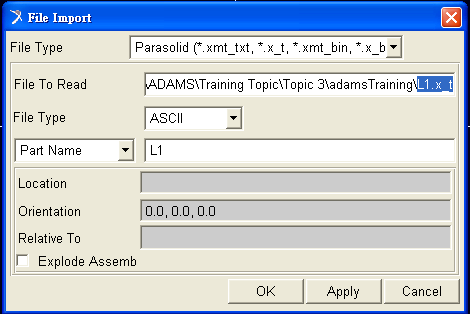 File Import
File Type Parasolid (*.xmt_txt, *.x_t, *.xmt_bin, *.x_b
File To Read \ADAMS\Training Topic\Topic 3\adamsTraining\L1.x_t
File Type ASCII
Part Name L1
Location
Orientation 0.0, 0.0, 0.0
Relative To
Explode Assemb
OK Apply Cancel